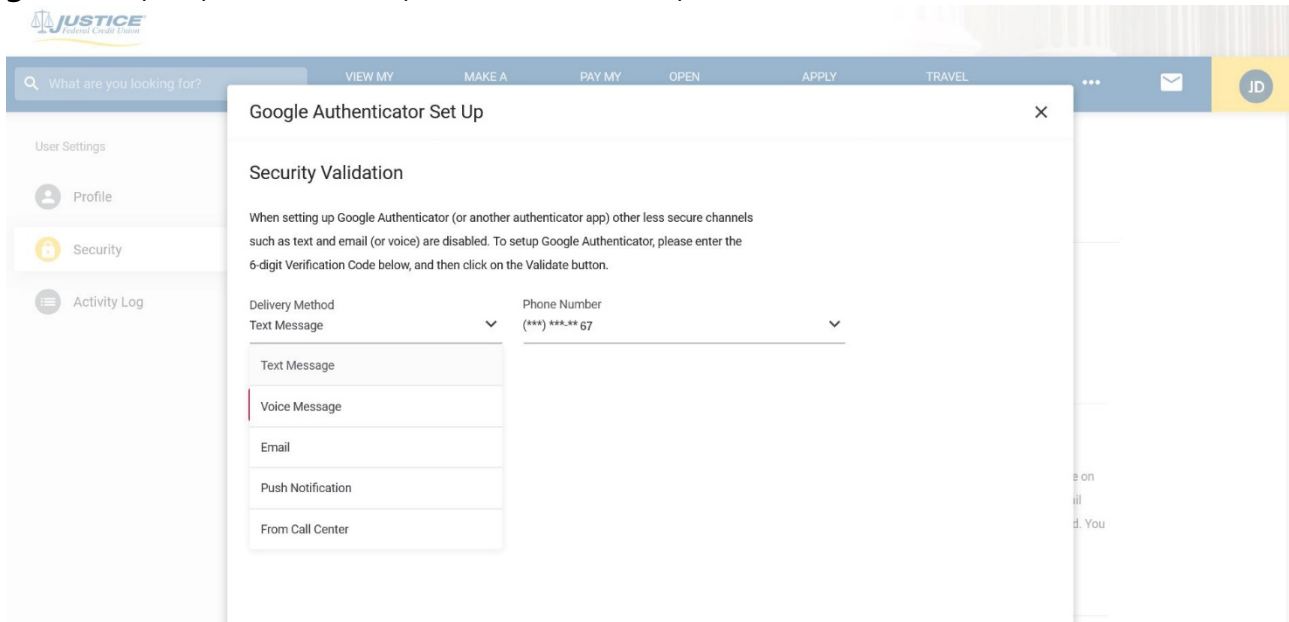 JUSTICE
Federal Credit Union
What are you looking for?
VIEW MY
MAKE A
PAY MY
OPEN
APPLY
TRAVEL
JD
Google Authenticator Set Up
User Settings
Profile
Security
Activity Log
Security Validation
When setting up Google Authenticator (or another authenticator app) other less secure channels
such as text and email (or voice) are disabled. To setup Google Authenticator, please enter the
6-digit Verification Code below, and then click on the Validate button.
Delivery Method
Text Message
Phone Number
(***) ***-** 67
Text Message
Voice Message
Email
Push Notification
From Call Center
e on
ail
d. You